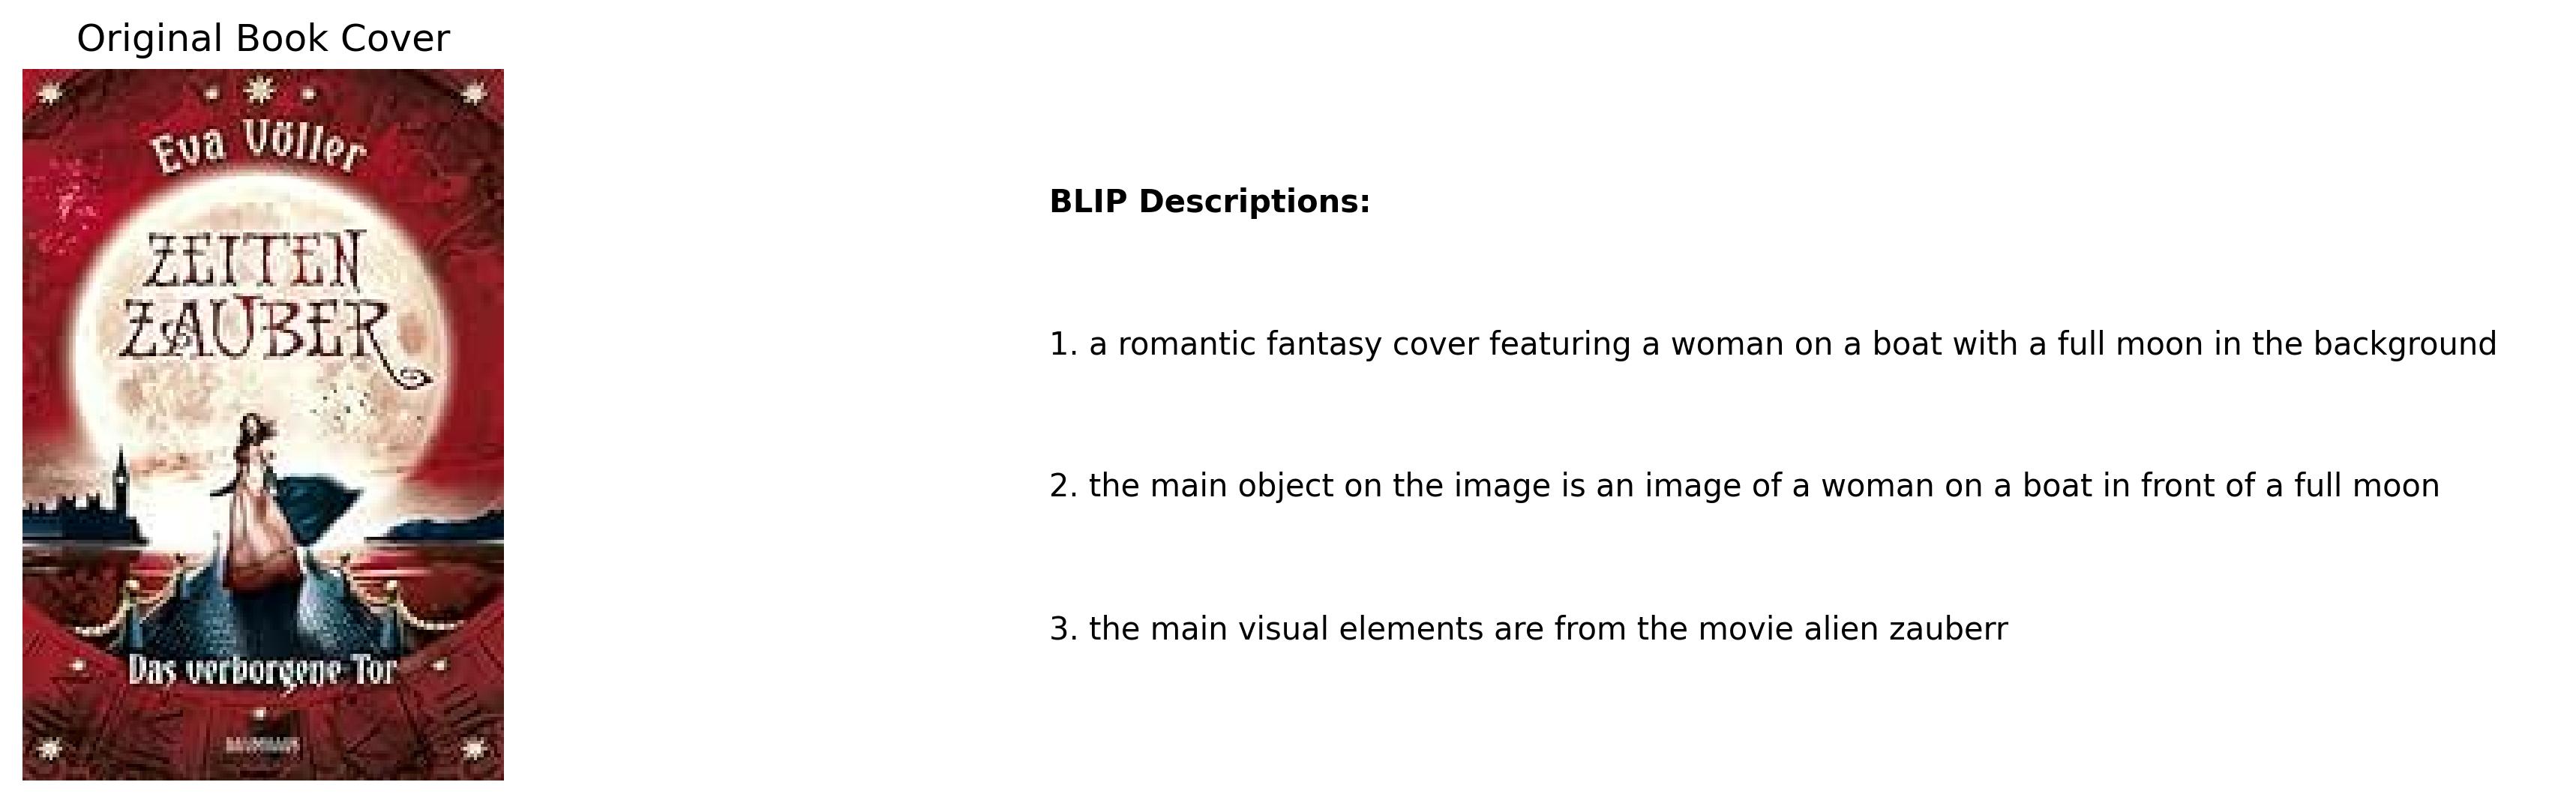 Original Book Cover
Eva Völler
ZEITEN
ZAUBER
Das verborgene Tor
BAUMHAUS
BLIP Descriptions:
1. a romantic fantasy cover featuring a woman on a boat with a full moon in the background
2. the main object on the image is an image of a woman on a boat in front of a full moon
3. the main visual elements are from the movie alien zauberr